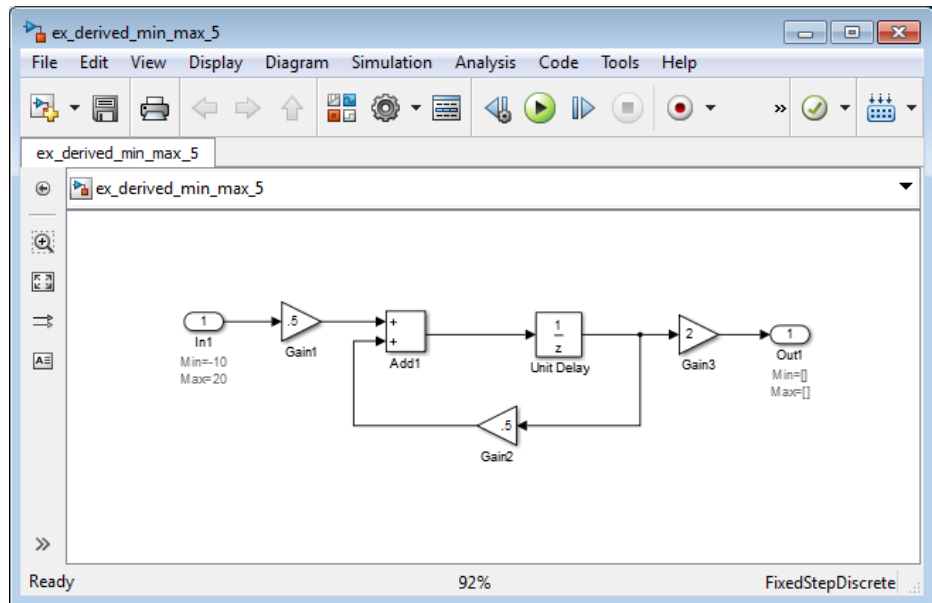 ex_derived_min_max_5
File Edit View Display Diagram Simulation Analysis Code Tools Help
»
ex_derived_min_max_5
ex_derived_min_max_5
1
In1
Min=-10
Max=20
.5
Gain1
+
+
Add1
1
z
Unit Delay
2
Gain3
1
Out1
Min=[]
Max=[]
.5
Gain2
A
»
Ready 92% FixedStepDiscrete